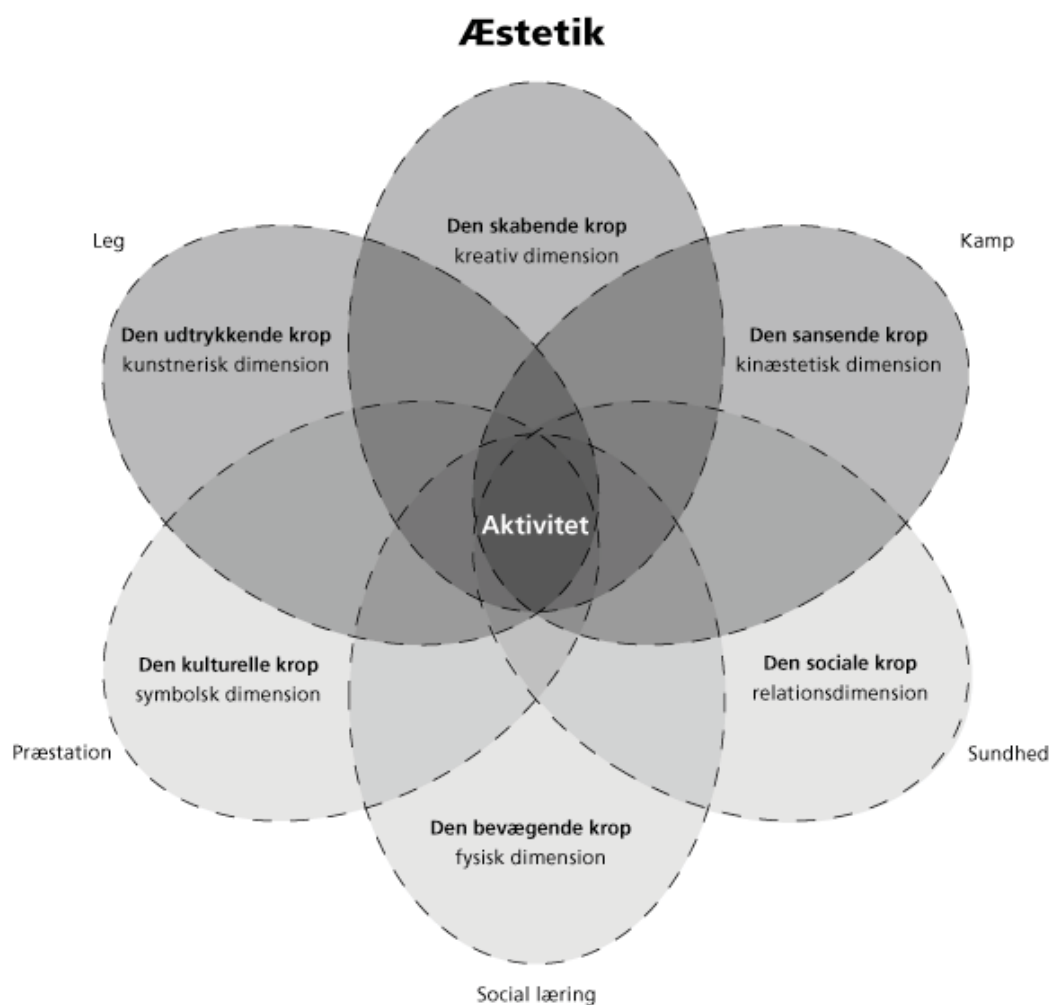 Æstetik
Den skabende krop
kreativ dimension
Leg
Kamp
Den udtrykkende krop
kunstnerisk dimension
Den sansende krop
kinæstetisk dimension
Aktivitet
Den kulturelle krop
symbolsk dimension
Den sociale krop
relationsdimension
Præstation
Sundhed
Den bevægende krop
fysisk dimension
Social læring